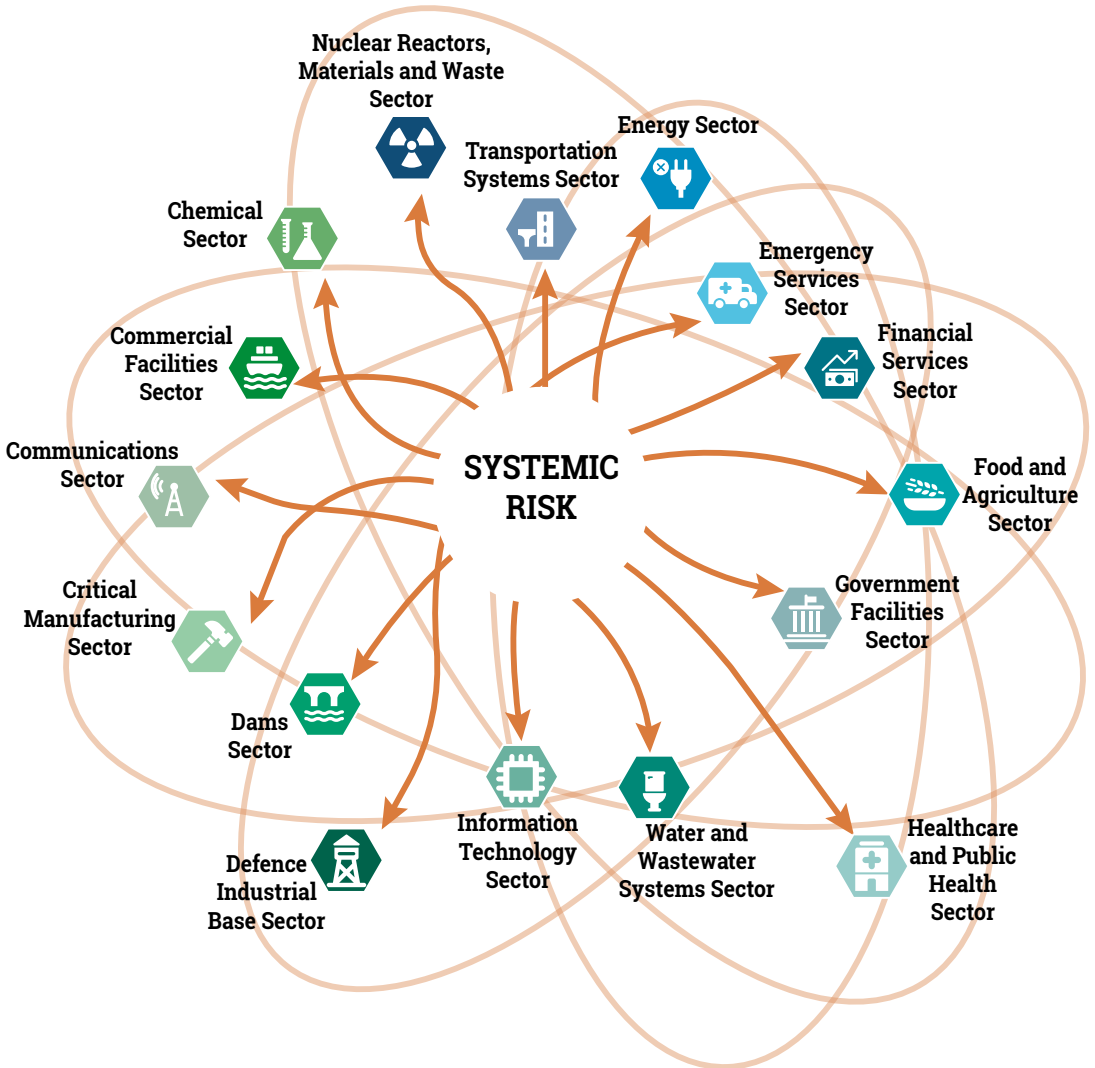 Nuclear Reactors,
Materials and Waste
Sector
Energy Sector
Transportation
Systems Sector
Chemical
Sector
Emergency
Services
Sector
Commercial
Facilities
Sector
Financial
Services
Sector
Communications
Sector
SYSTEMIC
RISK
Food and
Agriculture
Sector
Critical
Manufacturing
Sector
Government
Facilities
Sector
Dams
Sector
Information
Technology
Sector
Water and
Wastewater
Systems Sector
Healthcare
and Public
Health
Sector
Defence
Industrial
Base Sector